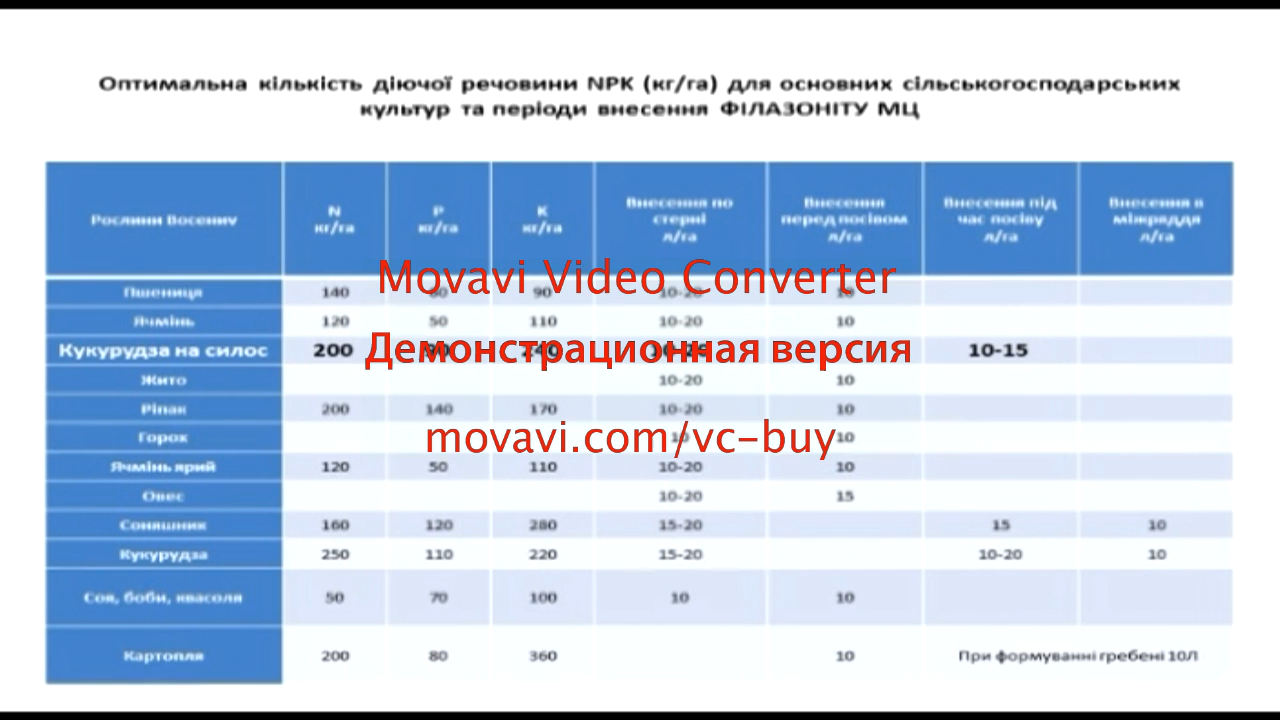 Оптимальна кількість діючої речовини NPK (кг/га) для основних сільськогосподарських
культур та періоди внесення ФІЛАЗОНІТУ МЦ
Рослини Восениу N кг/га P кг/га K кг/га Внесення по стерні л/га Внесення перед посівом л/га Внесення під час посіву л/га Внесення в міжряддя л/га
Movavi Video Converter
Пшениця 140 90 10-20 10
Ячмінь 120 50 110 10-20 10
Демонстрационная версия
Кукурудза на силос 200 240 10-15
Жито 10-20 10
Ріпак 200 140 170 10-20 10
movavi.com/vc-buy
Горох 10 10
Ячмінь ярий 120 50 110 10-20 10
Овес 10-20 15
Соняшник 160 120 280 15-20 15 10
Кукурудза 250 110 220 15-20 10-20 10
Соя, боби, квасоля 50 70 100 10 10
Картопля 200 80 360 10 При формуванні гребені 10Л